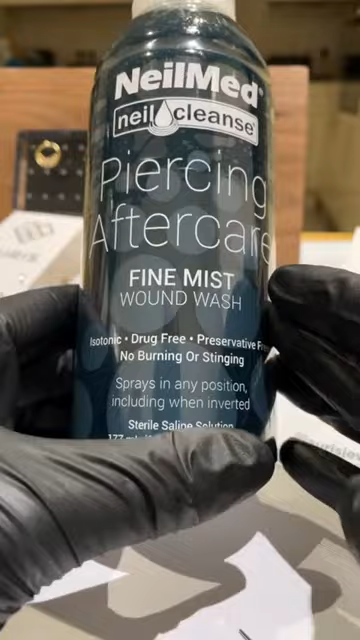 NeilMed®
neil cleanse
Piercing
Aftercare
FINE MIST
WOUND WASH
Isotonic • Drug Free • Preservative
No Burning Or Stinging
Sprays in any position,
including when inverted
Sterile Saline Solution
177